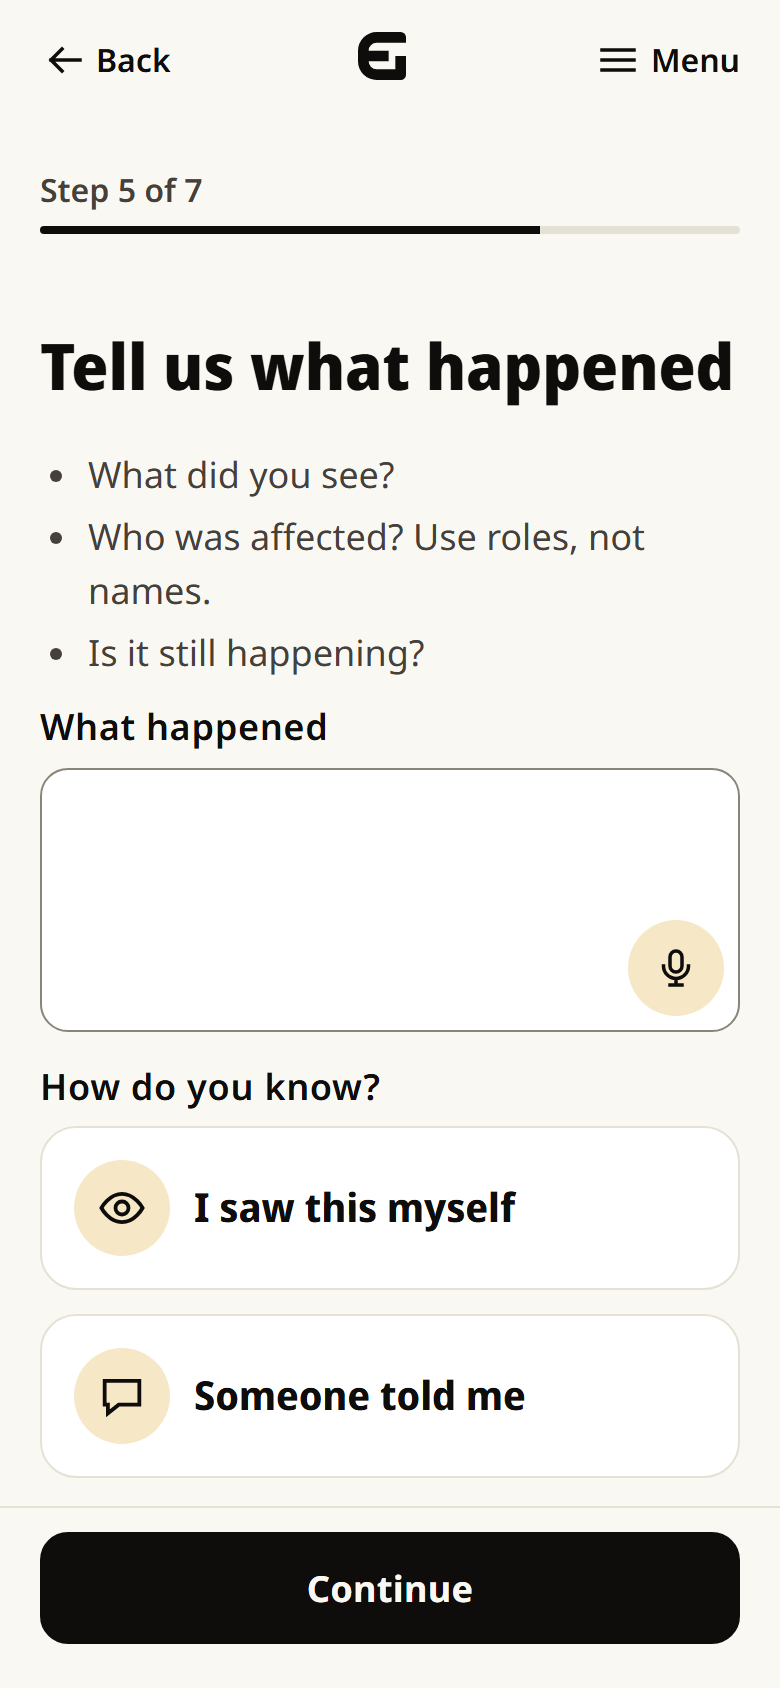 Back
Menu
Step 5 of 7
Tell us what happened
What did you see?
Who was affected? Use roles, not
names.
Is it still happening?
What happened
How do you know?
I saw this myself
Someone told me
Continue